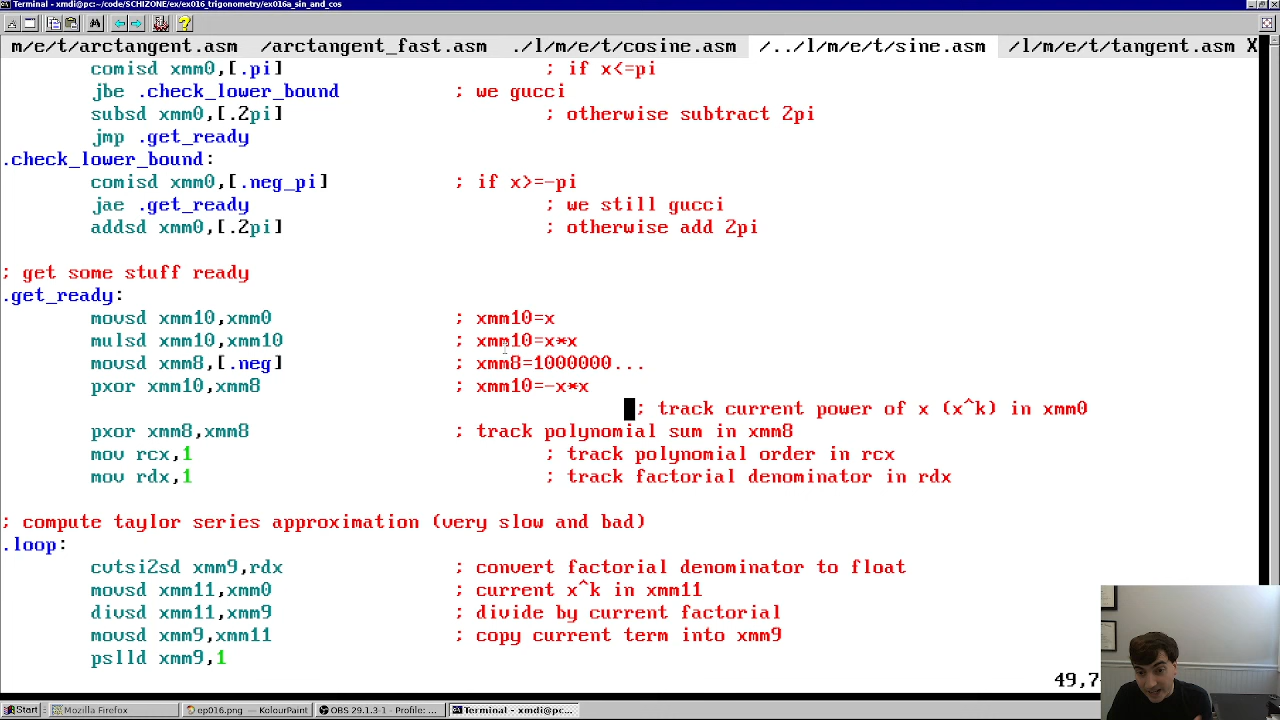 Terminal - xmdi@pc:~/code/SCHIZONE/ex/ex016_trigonometry/ex016a_sin_and_cos
m/e/t/arctangent.asm /arctangent_fast.asm ./l/m/e/t/cosine.asm /../l/m/e/t/sine.asm /l/m/e/t/tangent.asm X
comisd xmm0,[.pi] ; if x<=pi
jbe .check_lower_bound ; we gucci
subsd xmm0,[.2pi] ; otherwise subtract 2pi
jmp .get_ready
.check_lower_bound:
comisd xmm0,[.neg_pi] ; if x>=-pi
jae .get_ready ; we still gucci
addsd xmm0,[.2pi] ; otherwise add 2pi
; get some stuff ready
.get_ready:
movsd xmm10,xmm0 ; xmm10=x
mulsd xmm10,xmm10 ; xmm10=x*x
movsd xmm8,[.neg] ; xmm8=1000000...
pxor xmm10,xmm8 ; xmm10=-x*x
; track current power of x (x^k) in xmm0
pxor xmm8,xmm8 ; track polynomial sum in xmm8
mov rcx,1 ; track polynomial order in rcx
mov rdx,1 ; track factorial denominator in rdx
; compute taylor series approximation (very slow and bad)
.loop:
cvtsi2sd xmm9,rdx ; convert factorial denominator to float
movsd xmm11,xmm0 ; current x^k in xmm11
divsd xmm11,xmm9 ; divide by current factorial
movsd xmm9,xmm11 ; copy current term into xmm9
pslld xmm9,1
49,7
Start Mozilla Firefox ep016.png — KolourPaint OBS 29.1.3-1 - Profile: ... Terminal - xmdi@pc:...